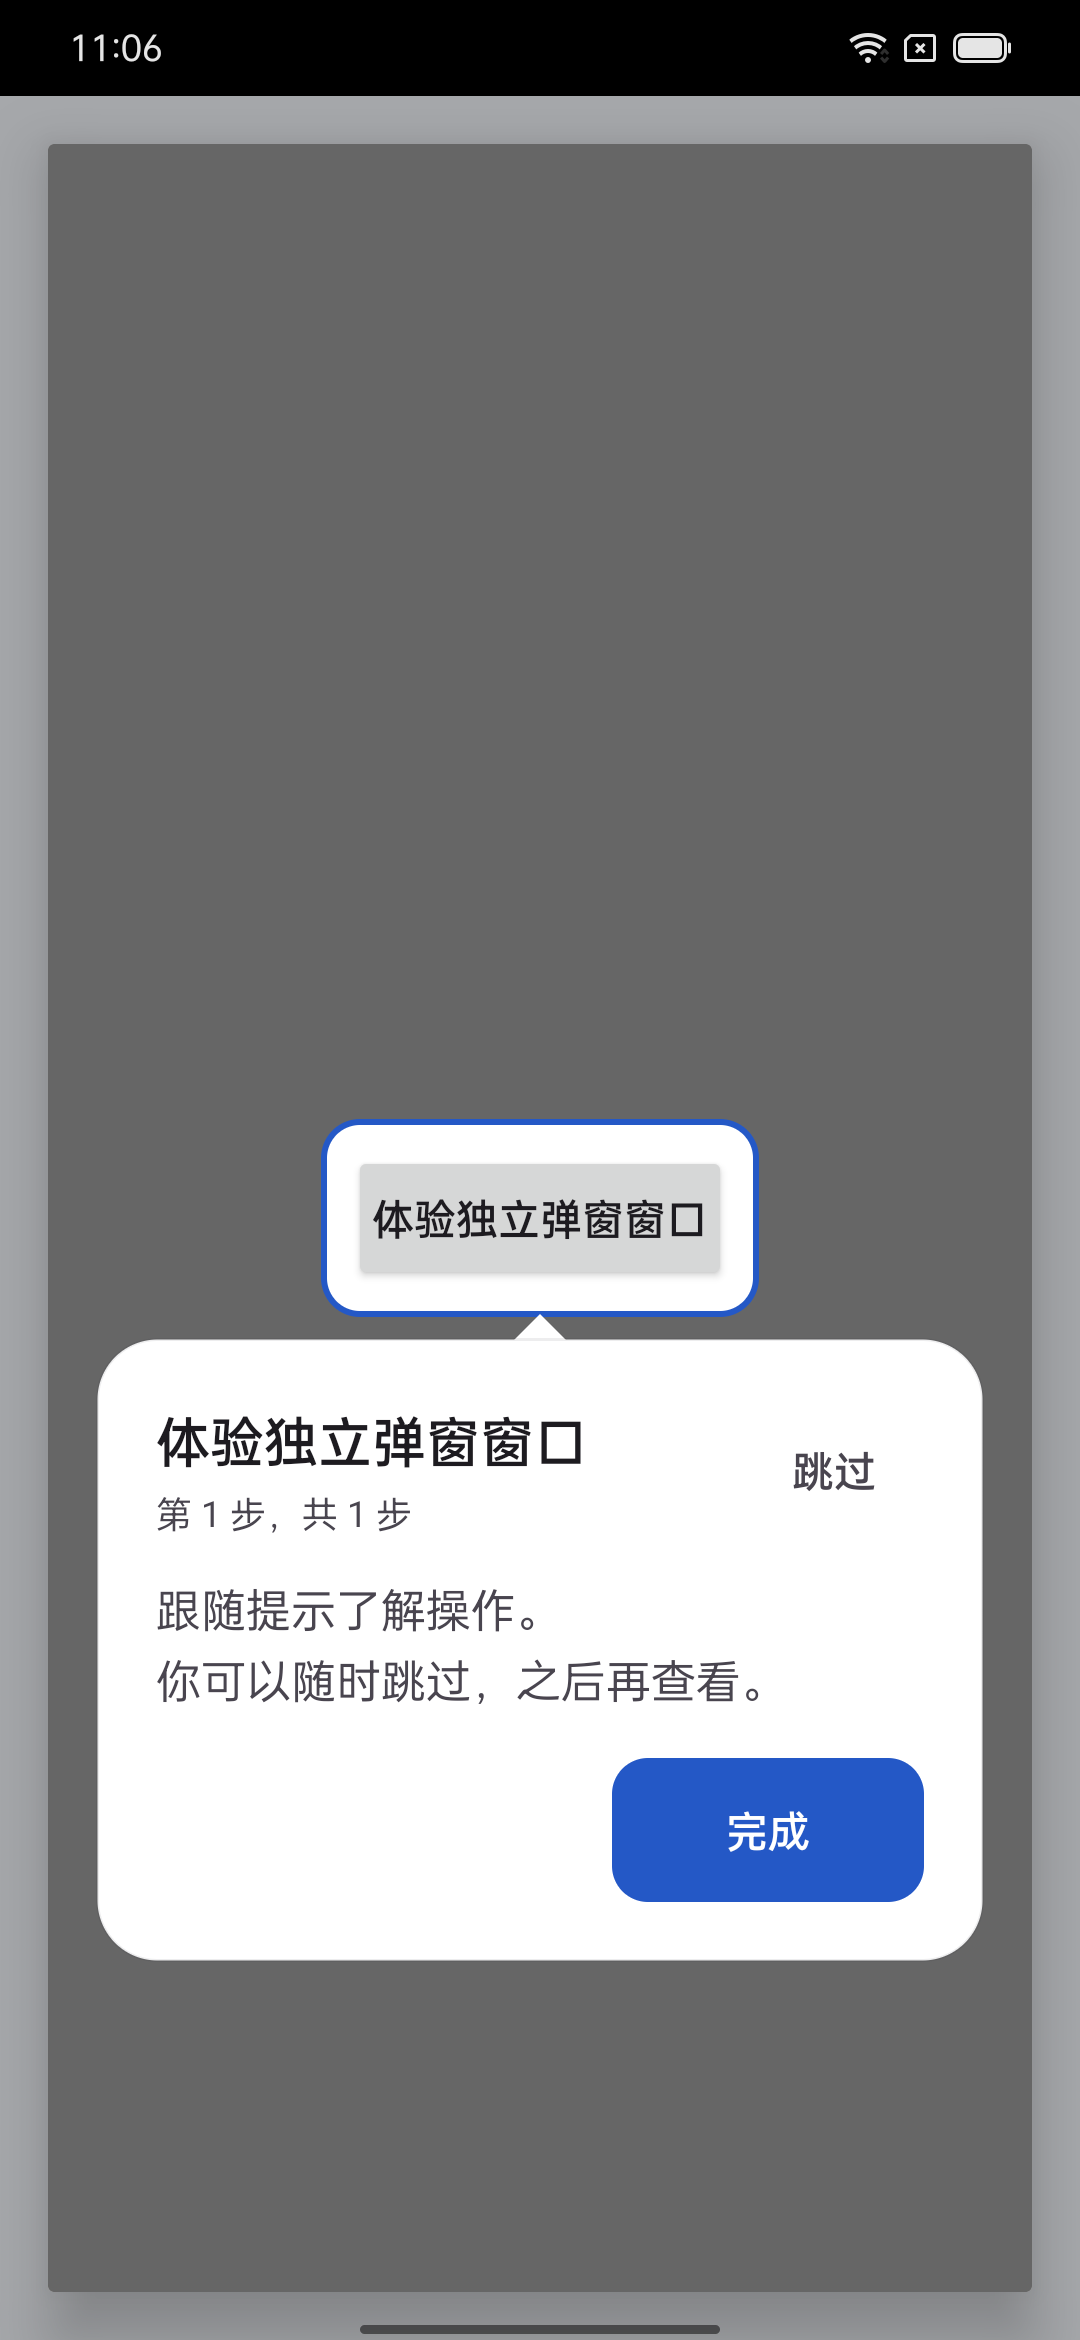 11:06
体验独立弹窗窗口
体验独立弹窗窗口
跳过
第 1 步，共 1 步
跟随提示了解操作。
你可以随时跳过，之后再查看。
完成